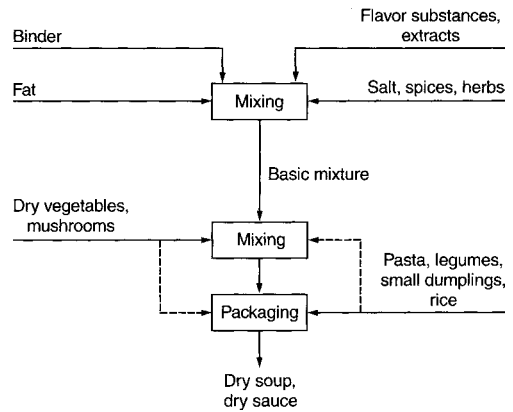 Flavor substances,
extracts
Binder
Fat
Mixing
Salt, spices, herbs
Basic mixture
Dry vegetables,
mushrooms
Mixing
Pasta, legumes,
small dumplings,
rice
Packaging
Dry soup,
dry sauce